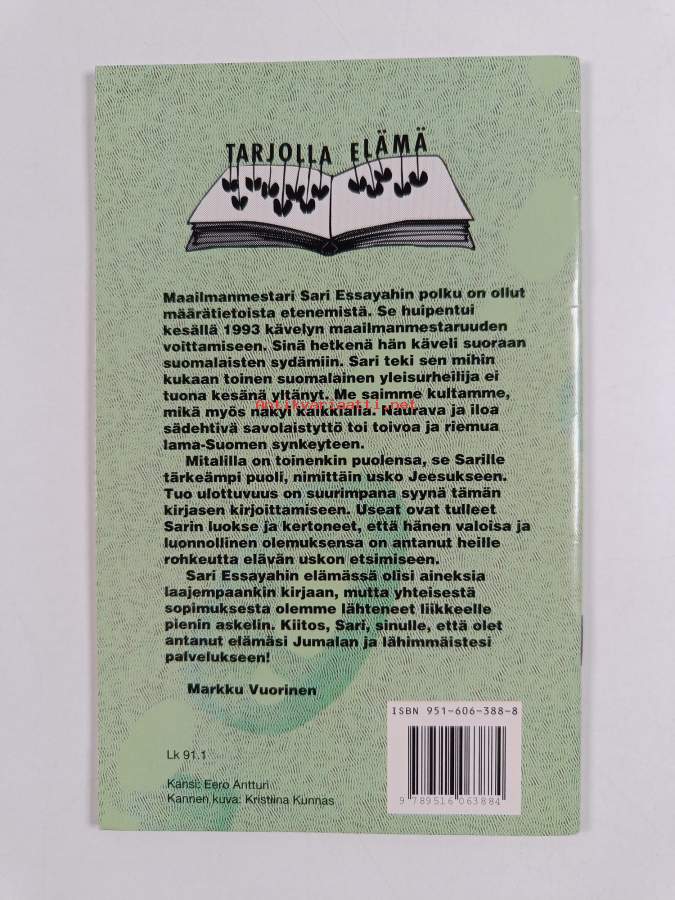 TARJOLLA ELÄMÄ
Maailmanmestari Sari Essayahin polku on ollut
määrätietoista etenemistä. Se huipentui
kesällä 1993 kävelyn maailmanmestaruuden
voittamiseen. Sinä hetkenä hän käveli suoraan
suomalaisten sydämiin. Sari teki sen mihin
kukaan toinen suomalainen yleisurheilija ei
tuona kesänä yltänyt. Me saimme kultamme,
Antikvariaatti.net
mikä myös näkyi kaikkialla. Naurava ja iloa
sädehtivä savolaistyttö toi toivoa ja riemua
lama-Suomen synkeyteen.
Mitalilla on toinenkin puolensa, se Sarille
tärkeämpi puoli, nimittäin usko Jeesukseen.
Tuo ulottuvuus on suurimpana syynä tämän
kirjasen kirjoittamiseen. Useat ovat tulleet
Sarin luokse ja kertoneet, että hänen valoisa ja
luonnollinen olemuksensa on antanut heille
rohkeutta elävän uskon etsimiseen.
Sari Essayahin elämässä olisi aineksia
laajempaankin kirjaan, mutta yhteisestä
sopimuksesta olemme lähteneet liikkeelle
pienin askelin. Kiitos, Sari, sinulle, että olet
antanut elämäsi Jumalan ja lähimmäistesi
palvelukseen!
Markku Vuorinen
ISBN 951-606-388-8
Lk 91.1
Kansi: Eero Antturi
Kannen kuva: Kristiina Kunnas
9 789516 063884